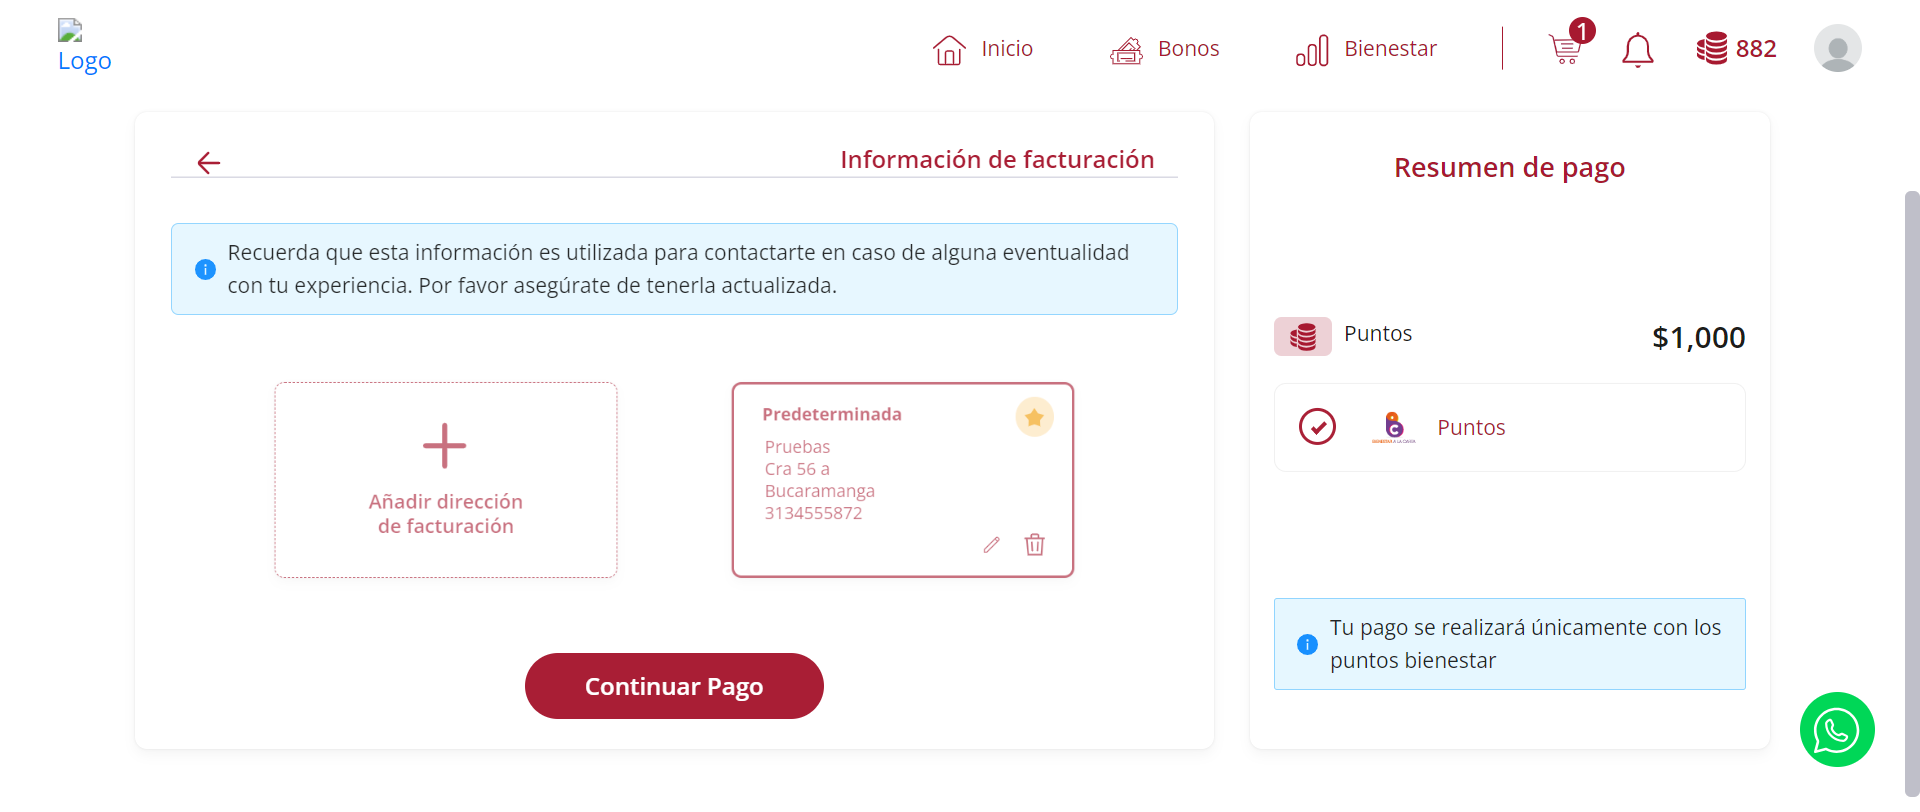 Logo
Inicio
Bonos
Bienestar
1
882
Información de facturación
Recuerda que esta información es utilizada para contactarte en caso de alguna eventualidad
con tu experiencia. Por favor asegúrate de tenerla actualizada.
Añadir dirección
de facturación
Predeterminada
Pruebas
Cra 56 a
Bucaramanga
3134555872
Continuar Pago
Resumen de pago
Puntos
$1,000
Puntos
Tu pago se realizará únicamente con los
puntos bienestar